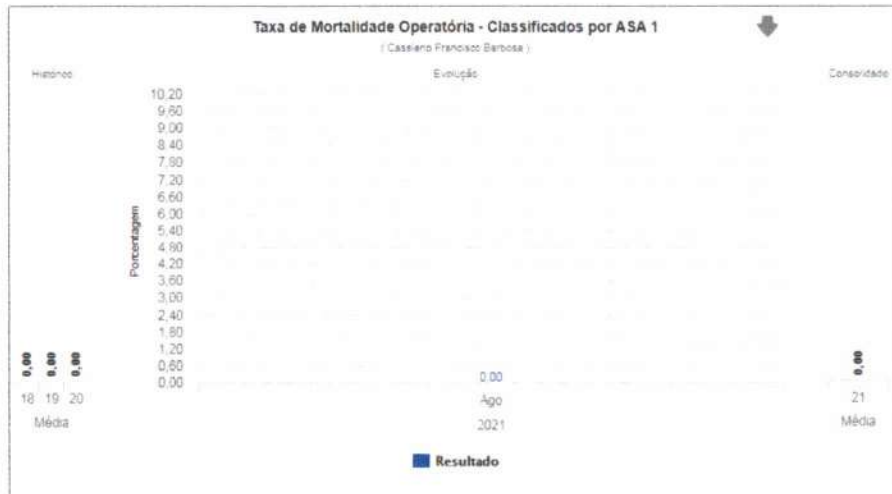 Taxa de Mortalidade Operatória - Classificados por ASA 1
( Cassiano Francisco Barbosa )
Histórico
Evolução
Consolidado
Porcentagem
10,20
9,60
9,00
8,40
7,80
7,20
6,60
6,00
5,40
4,80
4,20
3,60
3,00
2,40
1,80
1,20
0,60
0,00
0,00 0,00 0,00
0,00
0,00
18 19 20
Ago
21
Média
2021
Média
Resultado